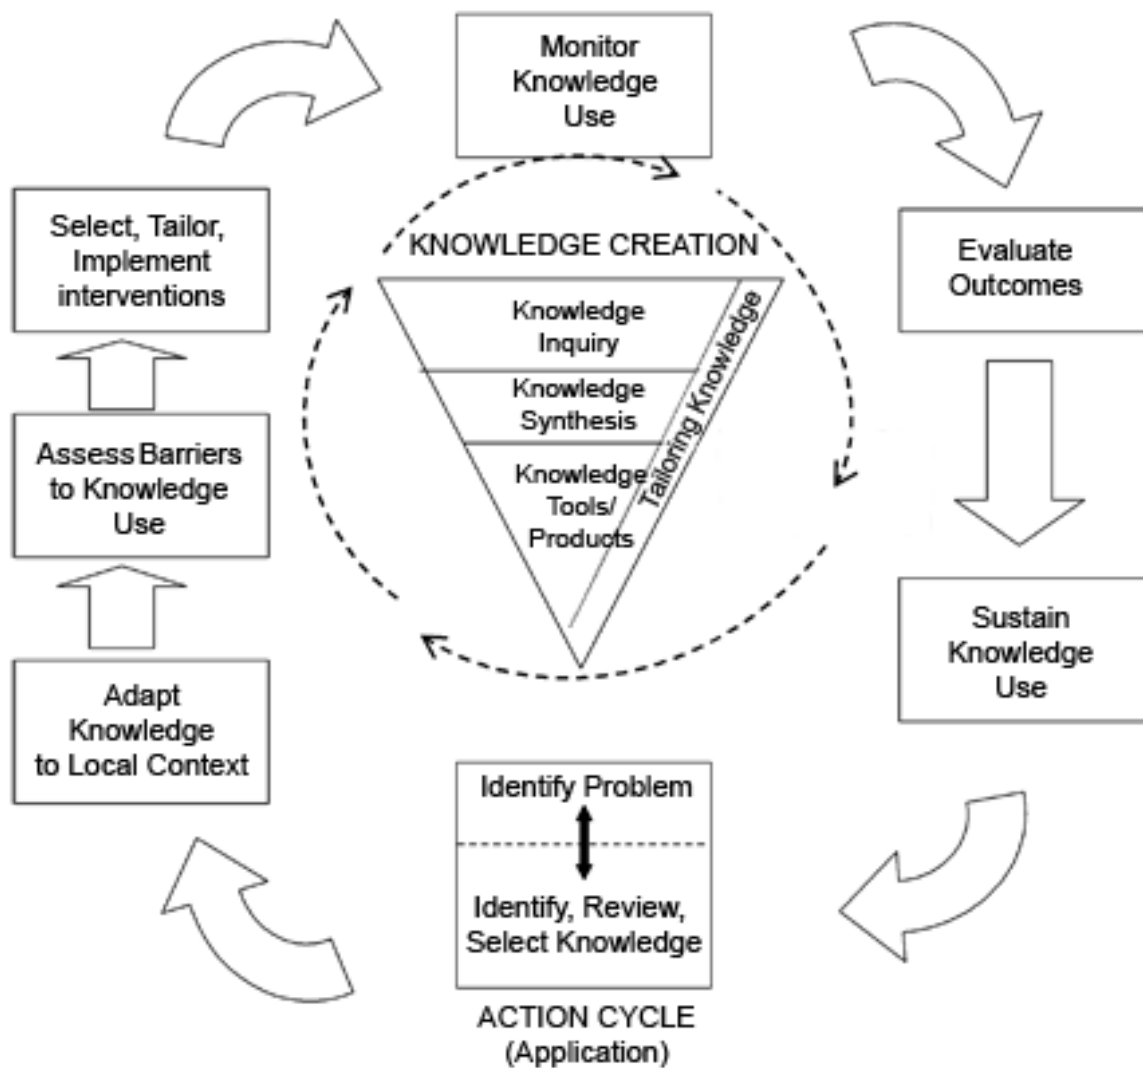 Monitor
Knowledge
Use
Select, Tailor,
Implement
interventions
Evaluate
Outcomes
KNOWLEDGE CREATION
Knowledge
Inquiry
Knowledge
Synthesis
Knowledge
Tools/
Products
Tailoring Knowledge
Assess Barriers
to Knowledge
Use
Sustain
Knowledge
Use
Adapt
Knowledge
to Local Context
Identify Problem
Identify, Review,
Select Knowledge
ACTION CYCLE
(Application)